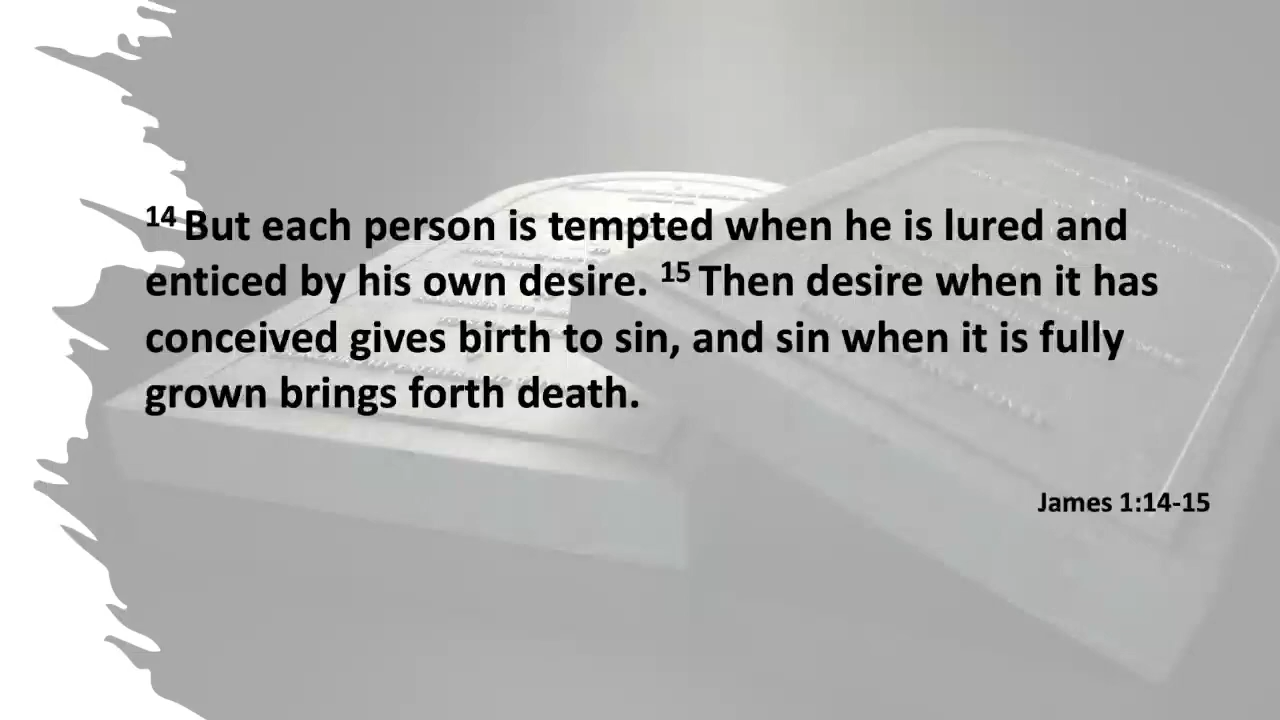 14 But each person is tempted when he is lured and
enticed by his own desire. 15 Then desire when it has
conceived gives birth to sin, and sin when it is fully
grown brings forth death.
James 1:14-15